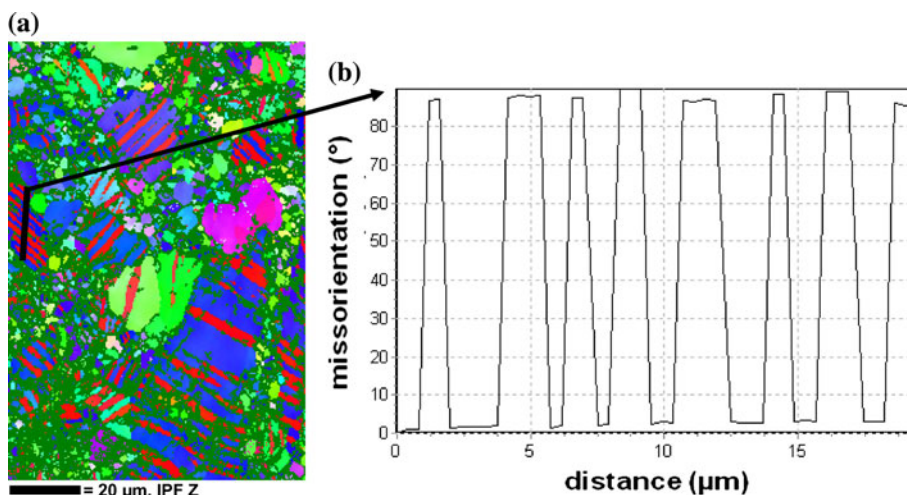 (a)
(b)
missorientation (°)
80
70
60
50
40
30
20
10
0
0 5 10 15
distance (μm)
= 20 μm, IPF Z